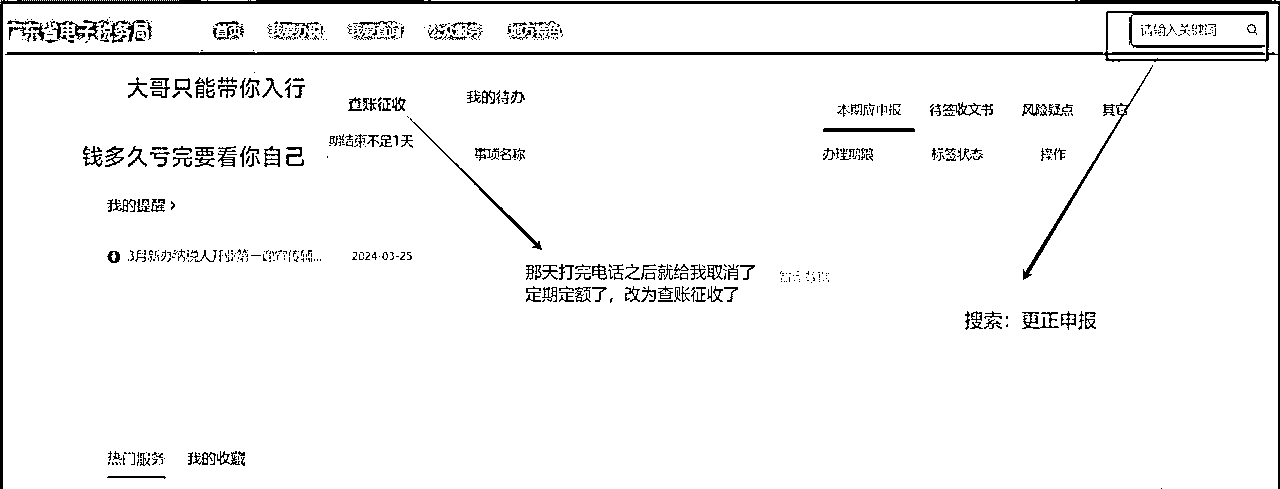 广东省电子税务局 首页 我要办税 我要查询 公众服务 地方特色 请输入关键词
大哥只能带你入行
查账征收 我的待办 本期应申报 待签收文书 风险疑点 其它
期结束不足1天
钱多久亏完要看你自己 事项名称 办理期限 标签状态 操作
我的提醒 >
3月新办纳税人开业第一课宣传辅... 2024-03-25
那天打完电话之后就给我取消了
定期定额了，改为查账征收了
暂无数据
搜索：更正申报
热门服务 我的收藏